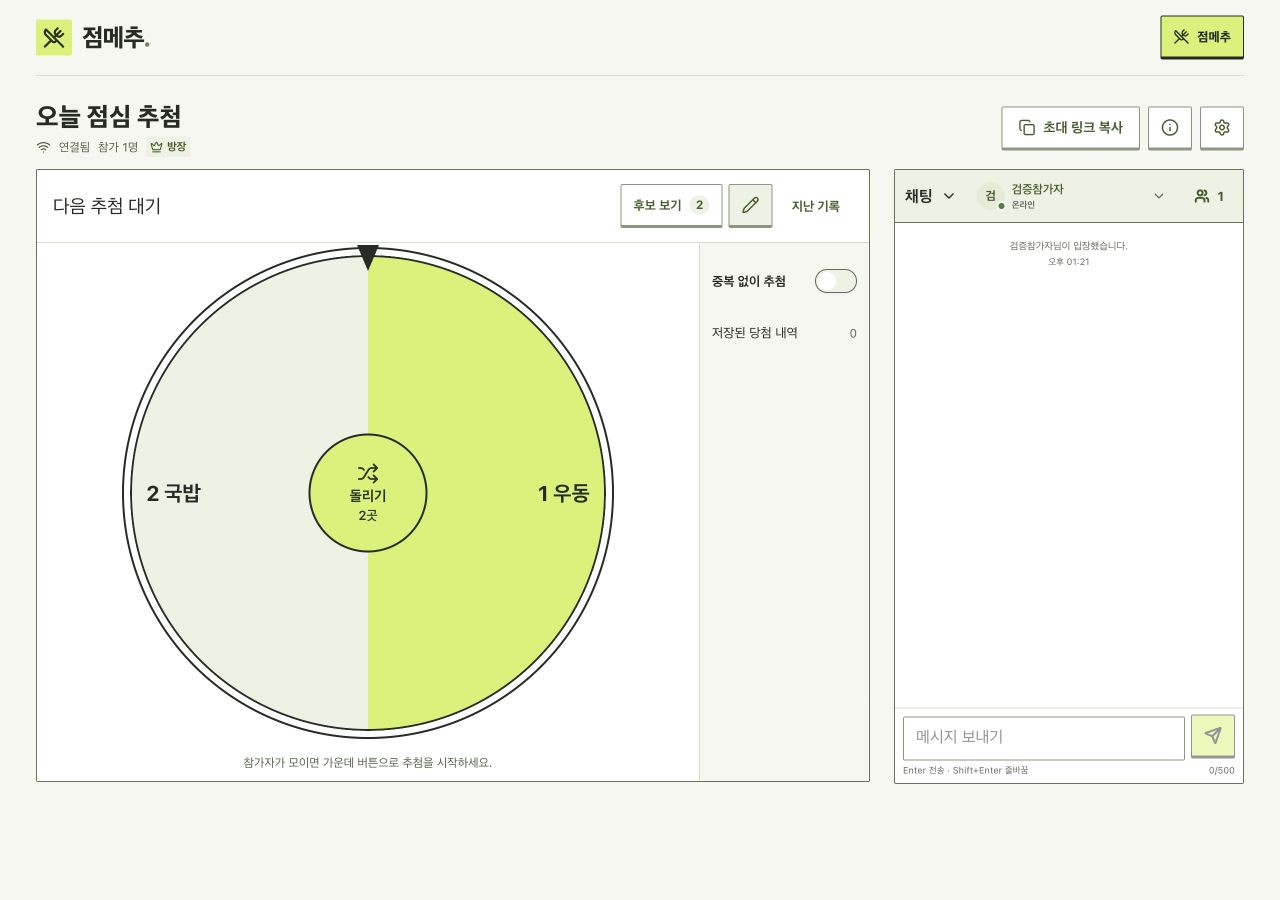 점메추.
점메추
오늘 점심 추첨
연결됨 참가 1명 방장
초대 링크 복사
다음 추첨 대기
후보 보기 2
지난 기록
2 국밥
돌리기
2곳
1 우동
참가자가 모이면 가운데 버튼으로 추첨을 시작하세요.
중복 없이 추첨
저장된 당첨 내역 0
채팅
검
검증참가자
온라인
1
검증참가자님이 입장했습니다.
오후 01:21
메시지 보내기
Enter 전송 · Shift+Enter 줄바꿈
0/500